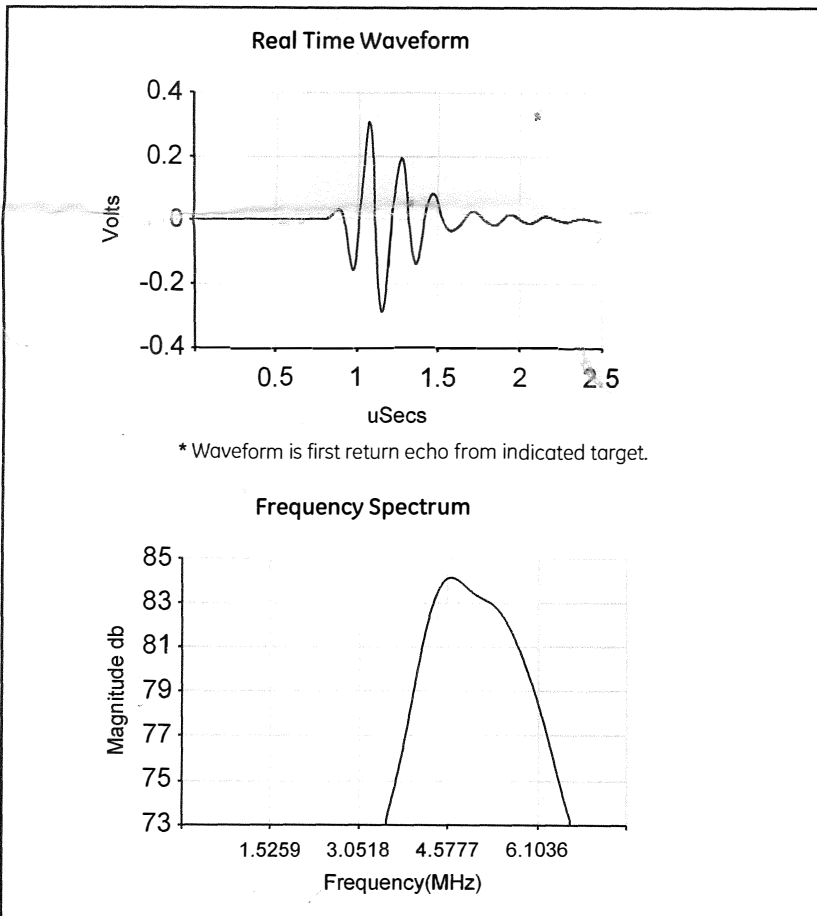 Real Time Waveform
0.4
0.2
0
-0.2
-0.4
Volts
0.5 1 1.5 2 2.5
uSecs
* Waveform is first return echo from indicated target.
Frequency Spectrum
85
83
81
79
77
75
73
Magnitude db
1.5259 3.0518 4.5777 6.1036
Frequency(MHz)